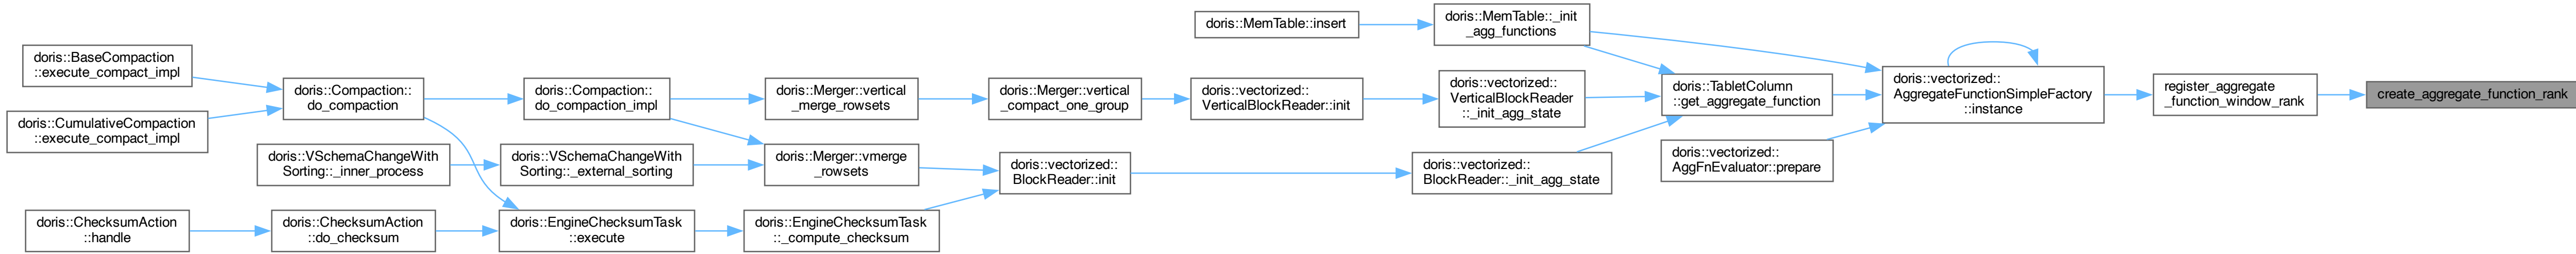 doris::BaseCompaction
::execute_compact_impl
doris::CumulativeCompaction
::execute_compact_impl
doris::Compaction::
do_compaction
doris::VSchemaChangeWith
Sorting::_inner_process
doris::ChecksumAction
::handle
doris::ChecksumAction
::do_checksum
doris::Compaction::
do_compaction_impl
doris::VSchemaChangeWith
Sorting::_external_sorting
doris::EngineChecksumTask
::execute
doris::Merger::vertical
_merge_rowsets
doris::Merger::vmerge
_rowsets
doris::EngineChecksumTask
::_compute_checksum
doris::Merger::vertical
_compact_one_group
doris::vectorized::
BlockReader::init
doris::MemTable::insert
doris::vectorized::
VerticalBlockReader::init
doris::MemTable::_init
_agg_functions
doris::vectorized::
VerticalBlockReader
::_init_agg_state
doris::vectorized::
BlockReader::_init_agg_state
doris::TabletColumn
::get_aggregate_function
doris::vectorized::
AggFnEvaluator::prepare
doris::vectorized::
AggregateFunctionSimpleFactory
::instance
register_aggregate
_function_window_rank
create_aggregate_function_rank